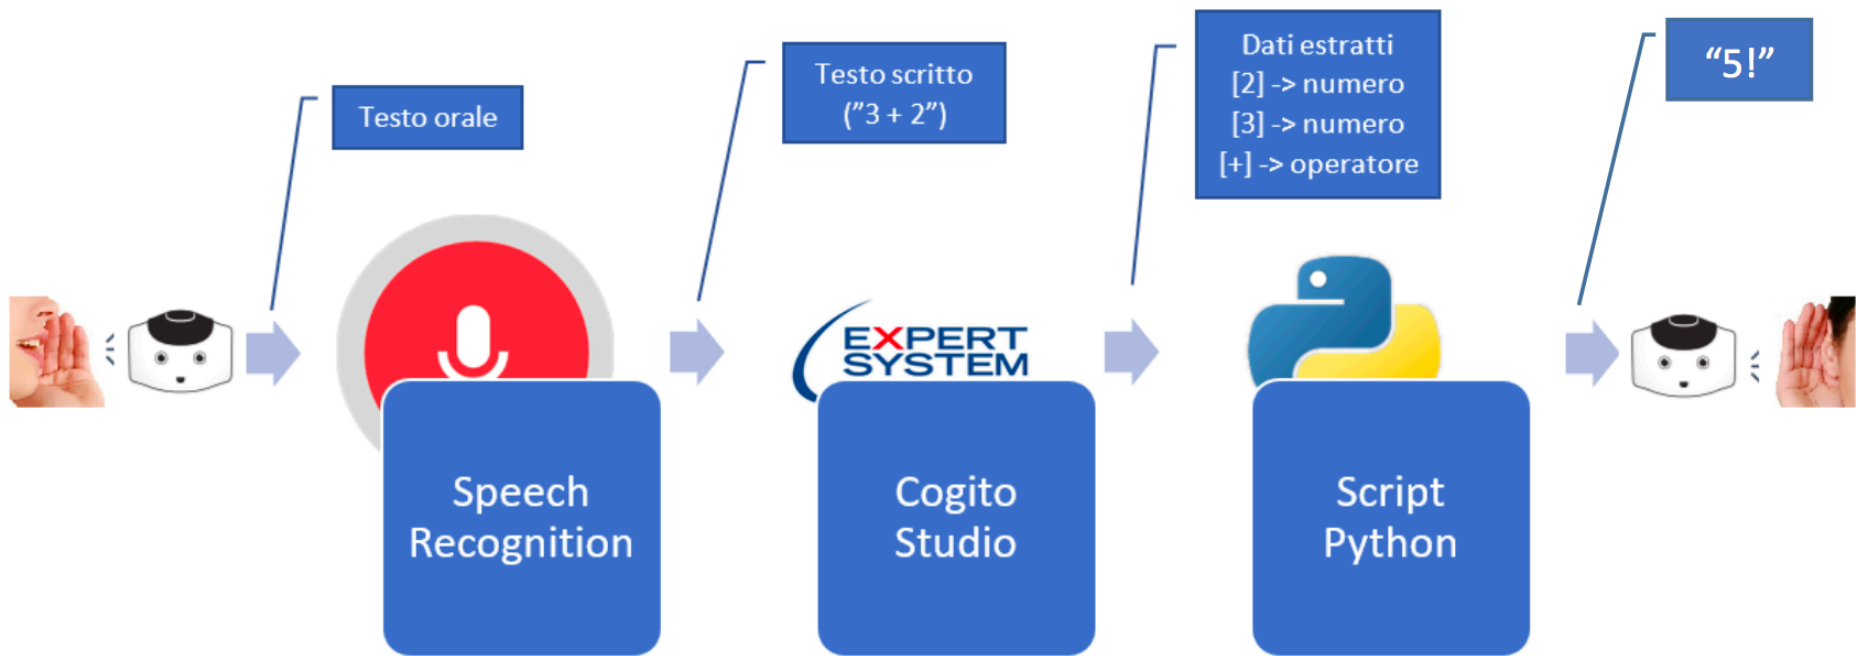 Testo orale
Testo scritto
(”3 + 2”)
Dati estratti
[2] -> numero
[3] -> numero
[+] -> operatore
“5!”
EXPERT
SYSTEM
Speech
Recognition
Cogito
Studio
Script
Python